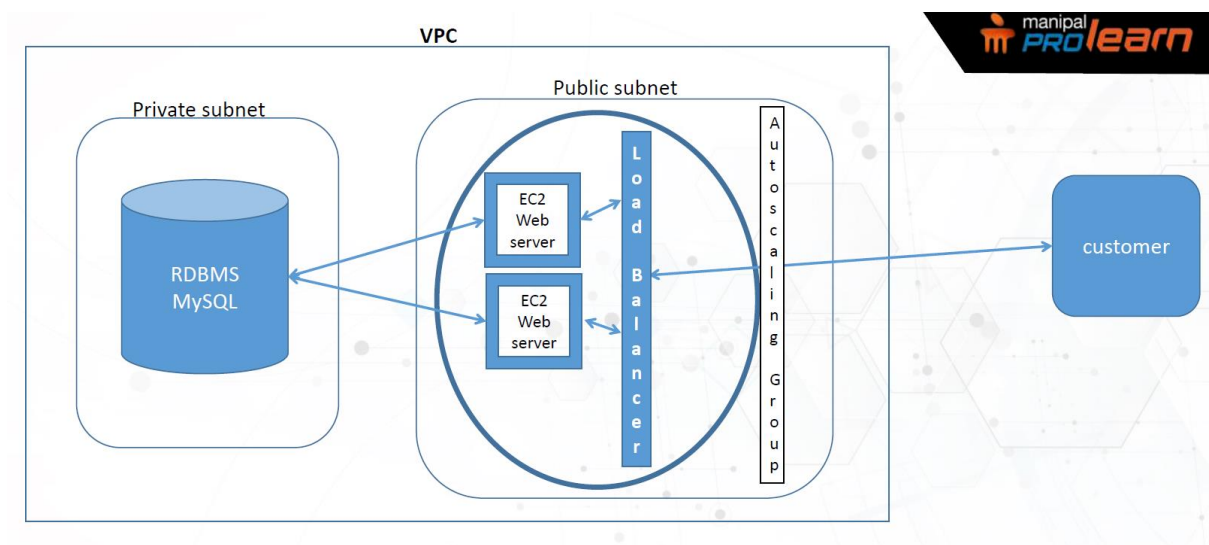 VPC
manipal
PROlearn
Private subnet
Public subnet
RDBMS
MySQL
EC2
Web
server
EC2
Web
server
Load Balancer
Autoscaling Group
customer